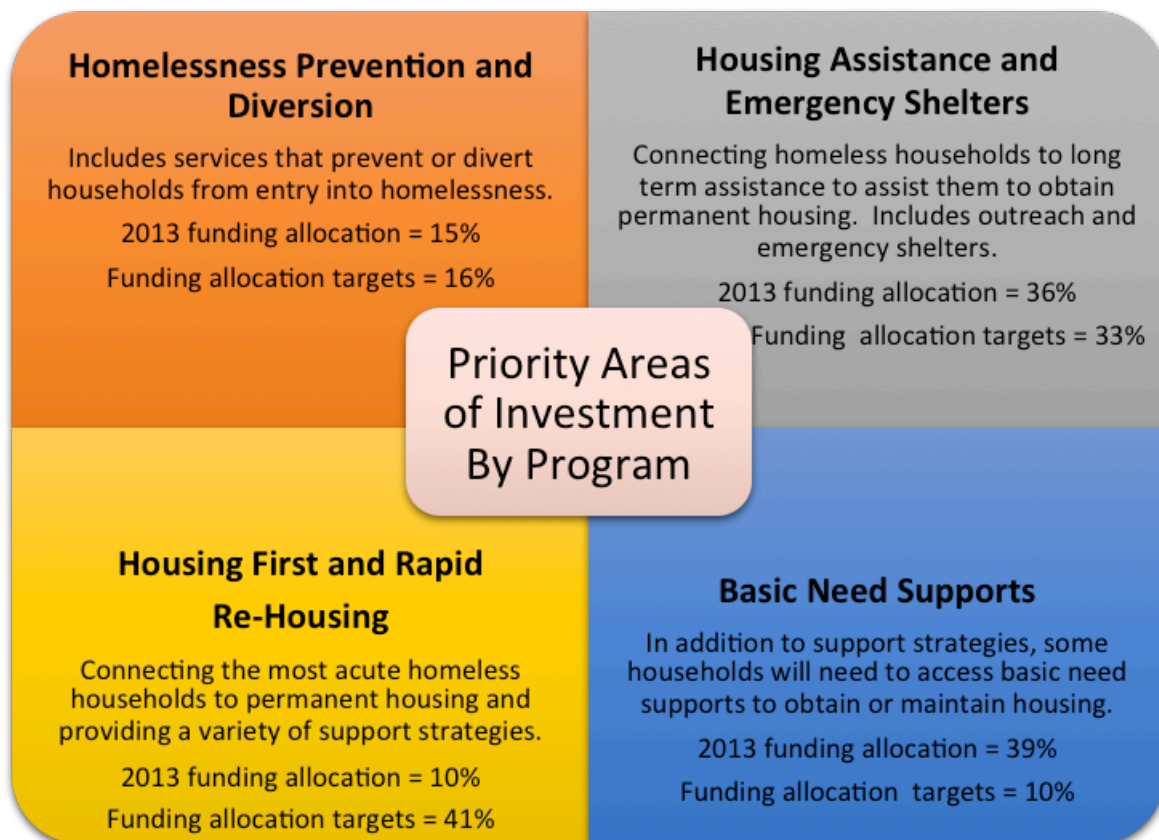 Homelessness Prevention and
Diversion
Includes services that prevent or divert
households from entry into homelessness.
2013 funding allocation = 15%
Funding allocation targets = 16%
Housing Assistance and
Emergency Shelters
Connecting homeless households to long
term assistance to assist them to obtain
permanent housing.  Includes outreach and
emergency shelters.
2013 funding allocation = 36%
Funding  allocation targets = 33%
Priority Areas
of Investment
By Program
Housing First and Rapid
Re-Housing
Connecting the most acute homeless
households to permanent housing and
providing a variety of support strategies.
2013 funding allocation = 10%
Funding allocation targets = 41%
Basic Need Supports
In addition to support strategies, some
households will need to access basic need
supports to obtain or maintain housing.
2013 funding allocation = 39%
Funding allocation  targets = 10%